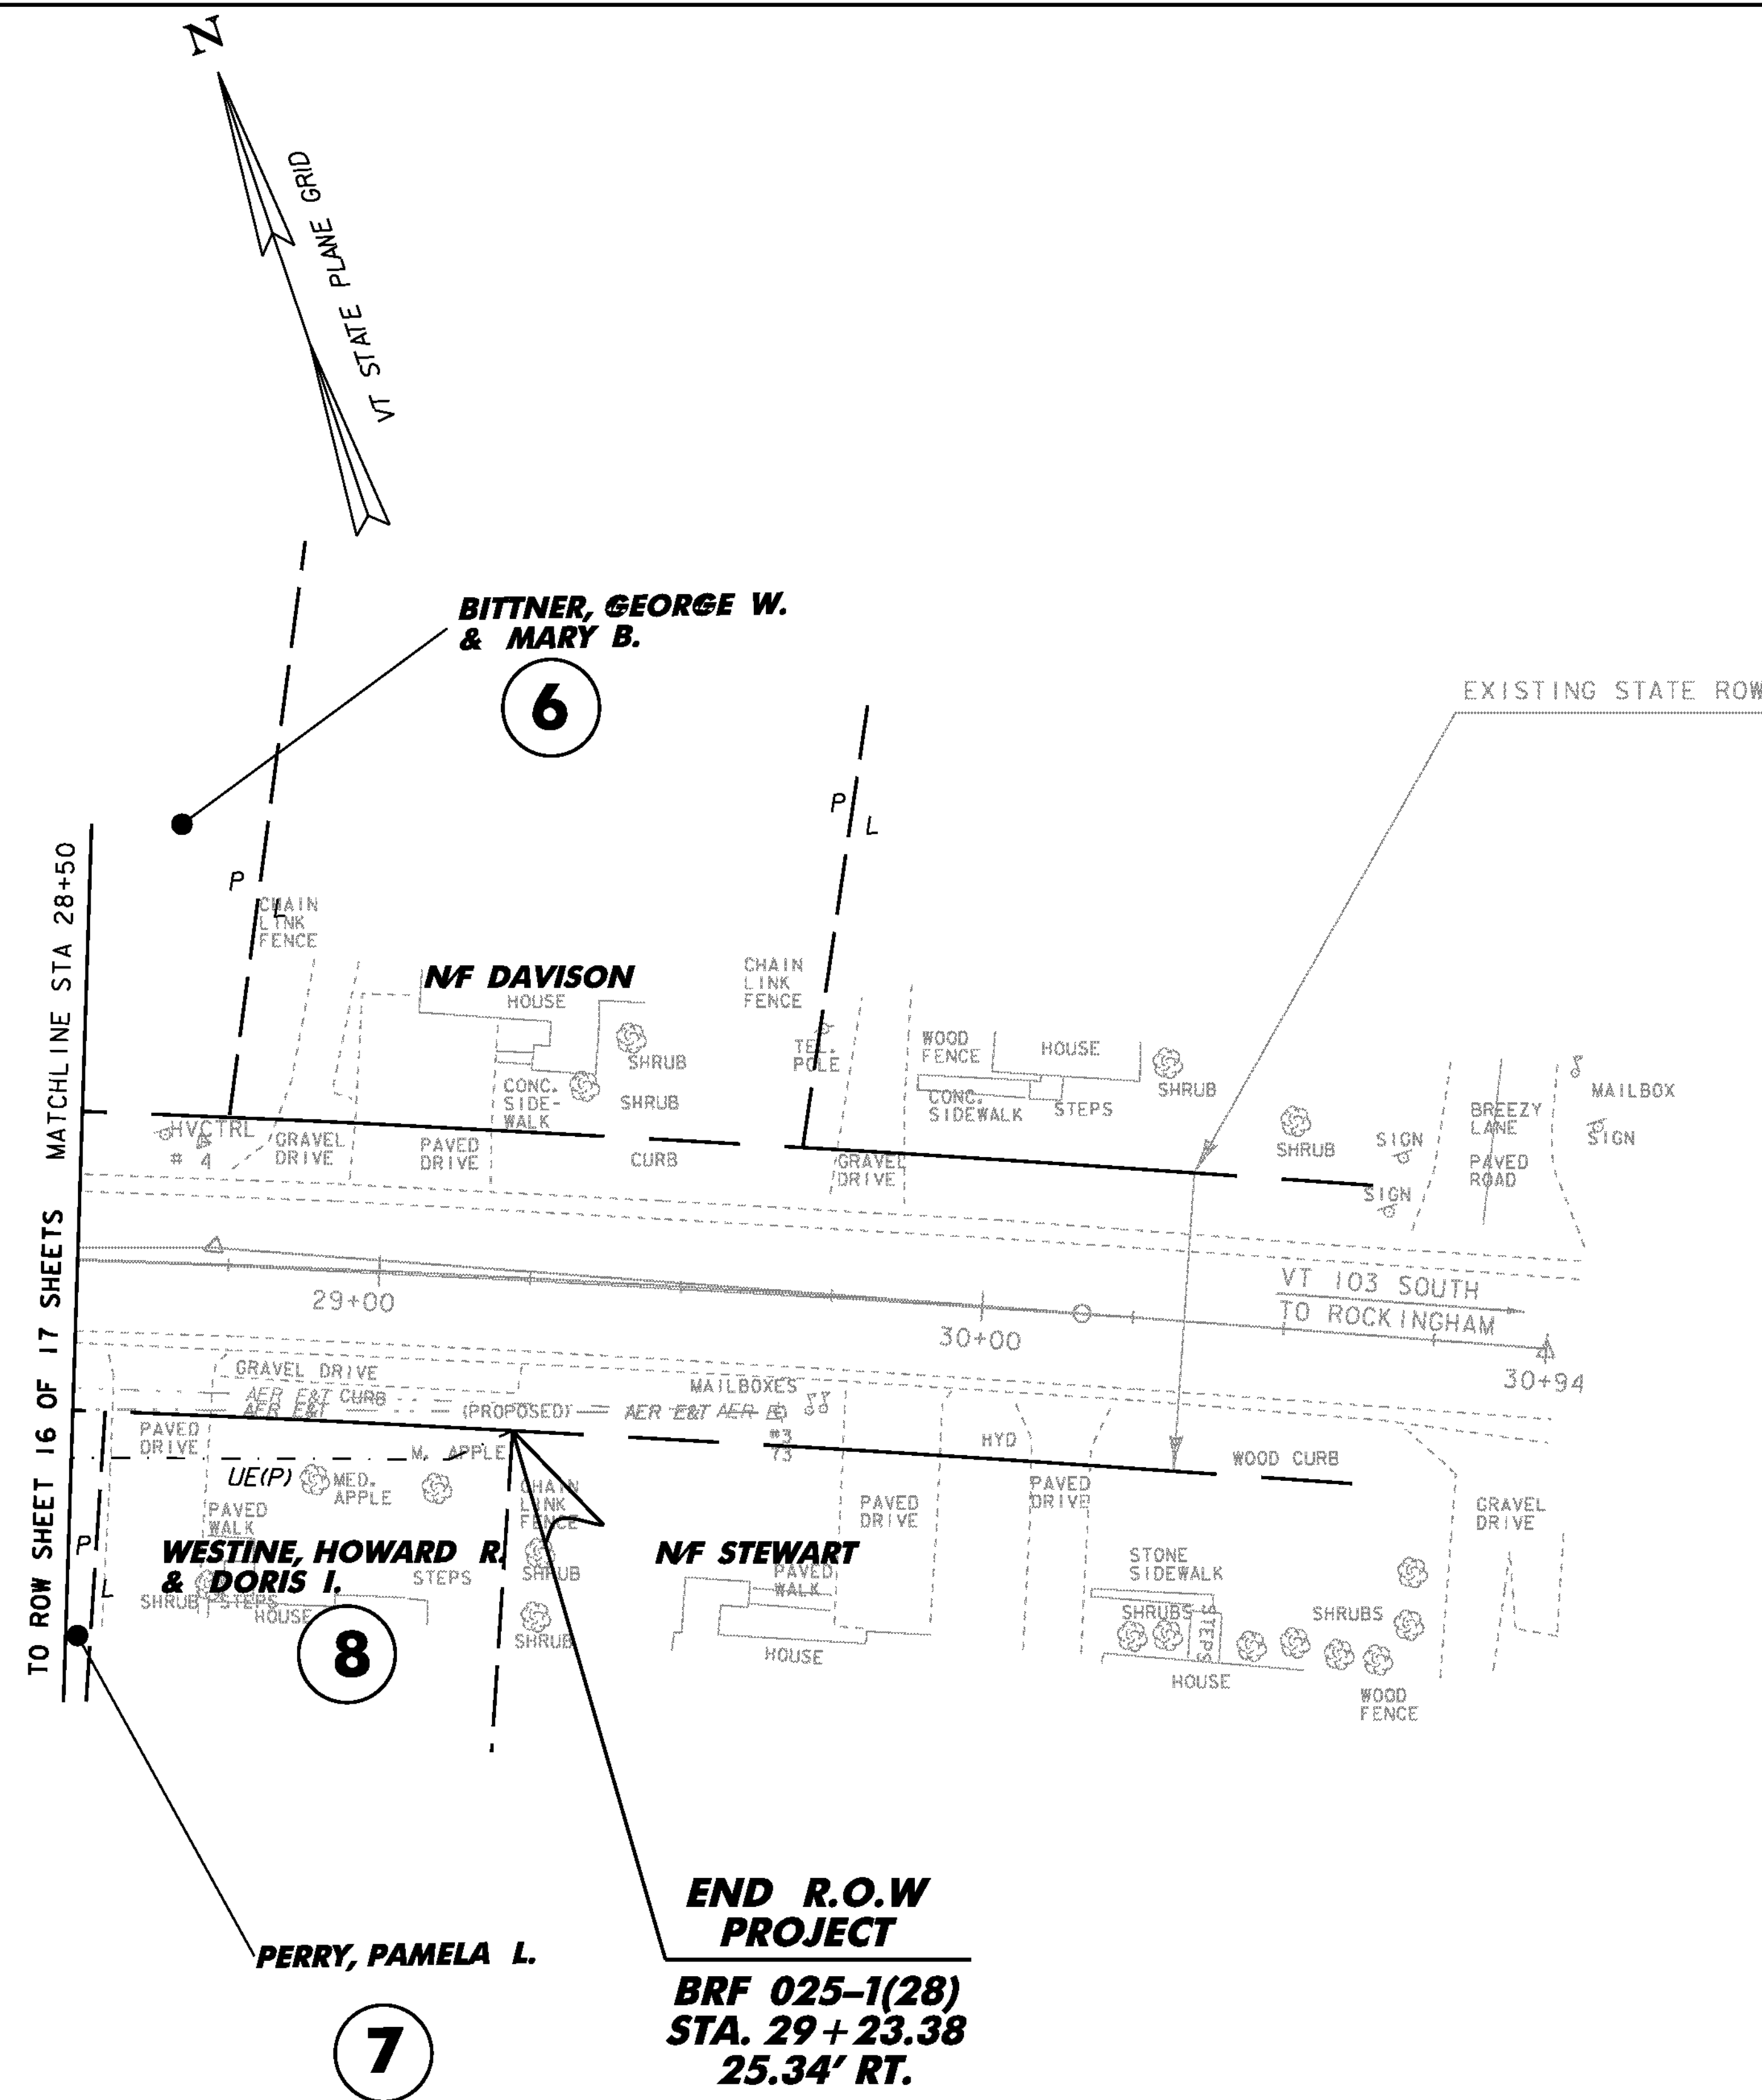 N
VT STATE PLANE GRID
BITTNER, GEORGE W.
& MARY B.
6
EXISTING STATE ROW
MATCHLINE STA 28+50
TO ROW SHEET 16 OF 17 SHEETS
P
L
P
L
CHAIN
LINK
FENCE
N/F DAVISON
HOUSE
CHAIN
LINK
FENCE
SHRUB
CONC.
SIDE-
WALK
SHRUB
TEL.
POLE
WOOD
FENCE
HOUSE
SHRUB
CONC.
SIDEWALK
STEPS
MAILBOX
BREEZY
LANE
PAVED
ROAD
SIGN
SIGN
SHRUB
SIGN
HVCTRL
# 4
GRAVEL
DRIVE
PAVED
DRIVE
CURB
GRAVEL
DRIVE
29+00
30+00
VT 103 SOUTH
TO ROCKINGHAM
30+94
GRAVEL DRIVE
AER E&T CURB
AER E&T
(PROPOSED)
AER E&T AER E
MAILBOXES
#3
73
HYD
WOOD CURB
PAVED
DRIVE
M. APPLE
UE(P)
MED.
APPLE
CHAIN
LINK
FENCE
PAVED
DRIVE
PAVED
DRIVE
GRAVEL
DRIVE
PAVED
WALK
P
L
WESTINE, HOWARD R.
& DORIS I.
STEPS
SHRUB
STEPS
HOUSE
SHRUB
SHRUB
8
N/F STEWART
PAVED
WALK
HOUSE
STONE
SIDEWALK
SHRUBS
STEPS
SHRUBS
HOUSE
WOOD
FENCE
PERRY, PAMELA L.
7
END R.O.W
PROJECT
BRF 025-1(28)
STA. 29+23.38
25.34' RT.